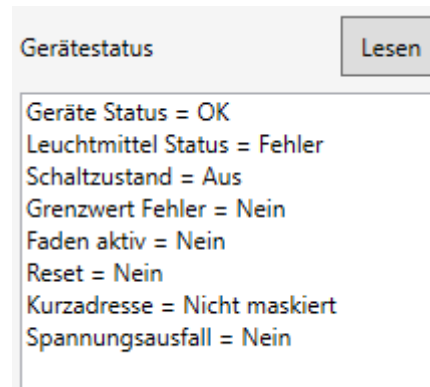 Gerätestatus
Lesen
Geräte Status = OK
Leuchtmittel Status = Fehler
Schaltzustand = Aus
Grenzwert Fehler = Nein
Faden aktiv = Nein
Reset = Nein
Kurzadresse = Nicht maskiert
Spannungsausfall = Nein